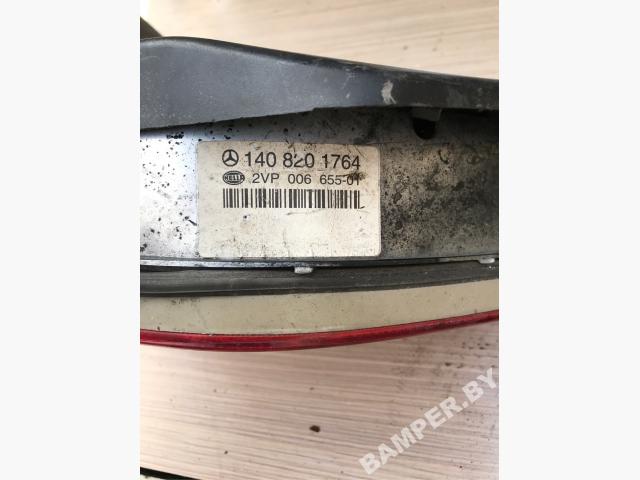 140 820 1764
HELLA 2VP 006 655-01
BAMPER.BY